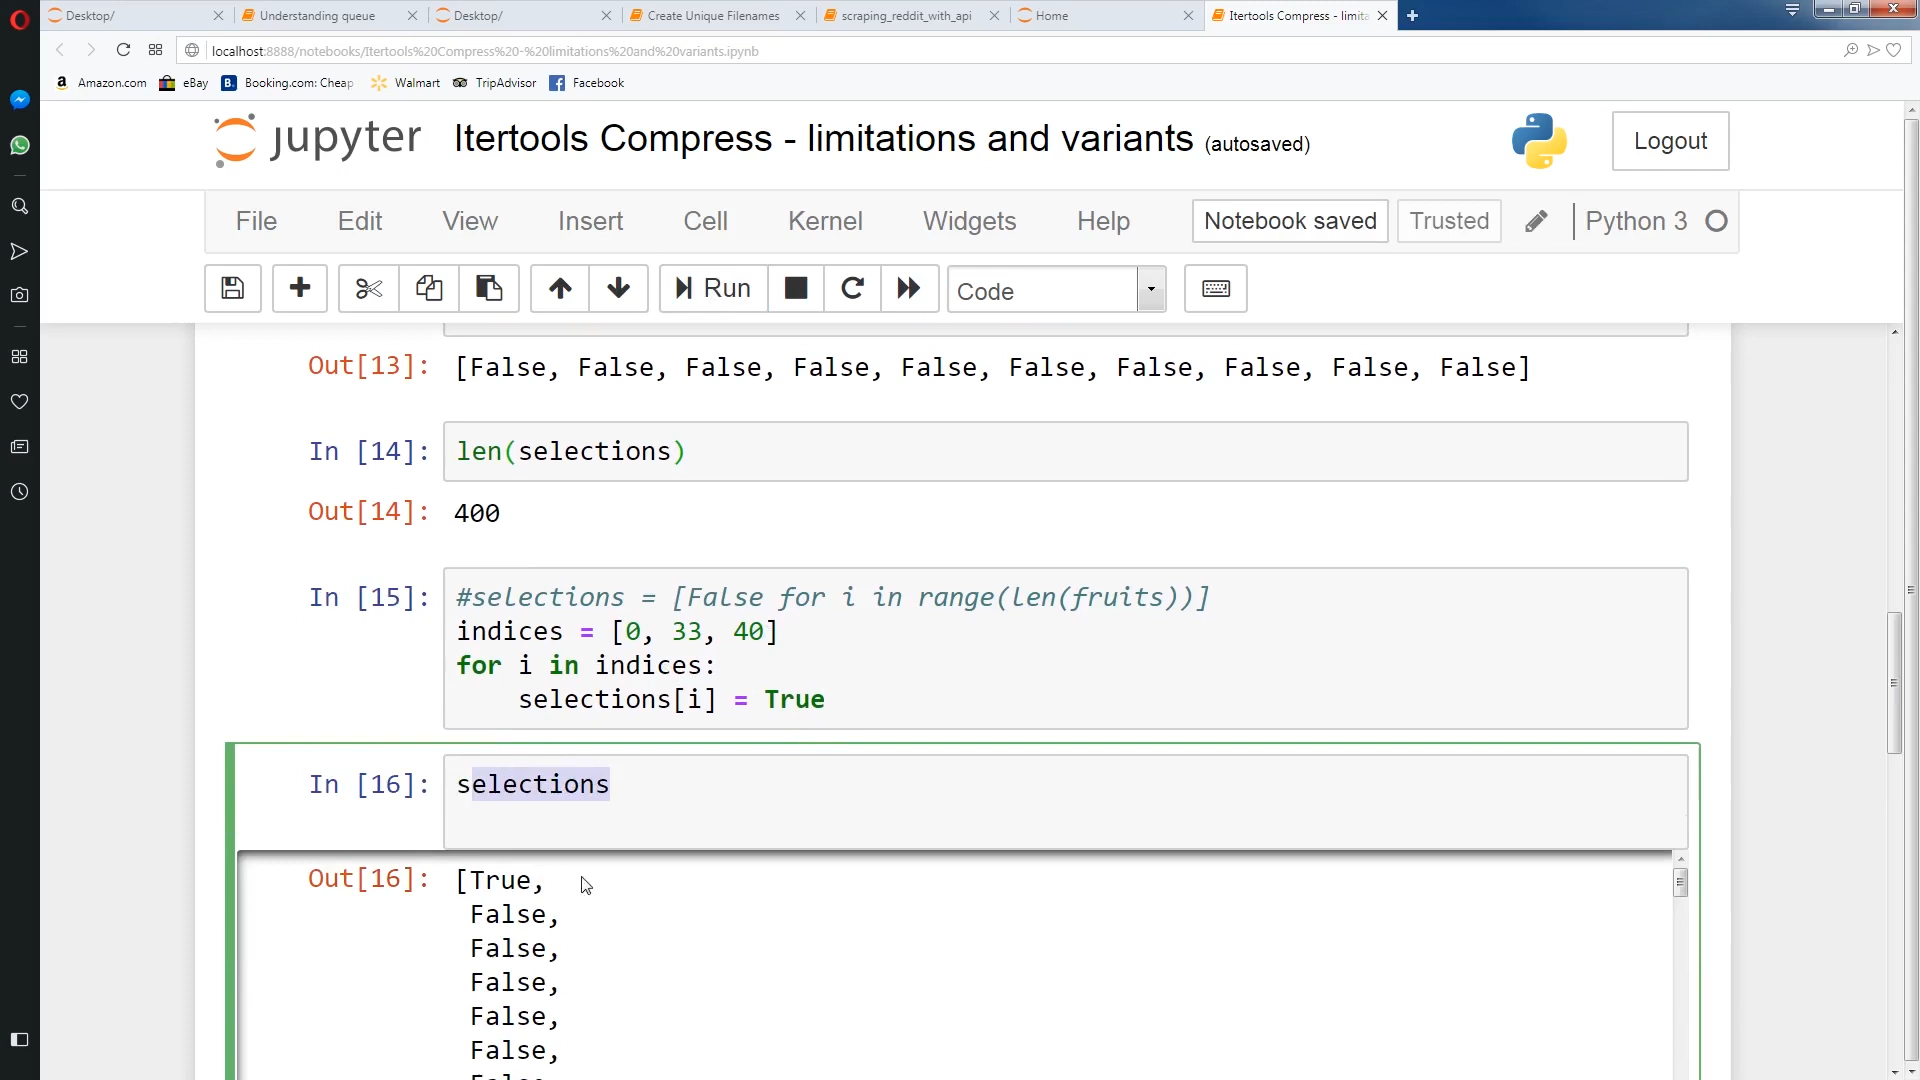 Desktop/
Understanding queue
Desktop/
Create Unique Filenames
scraping_reddit_with_api
Home
Itertools Compress - limita
localhost:8888/notebooks/Itertools%20Compress%20-%20limitations%20and%20variants.ipynb
Amazon.com
eBay
Booking.com: Cheap
Walmart
TripAdvisor
Facebook
jupyter
Itertools Compress - limitations and variants (autosaved)
Logout
File Edit View Insert Cell Kernel Widgets Help
Notebook saved
Trusted
Python 3
Run
Code
Out[13]: [False, False, False, False, False, False, False, False, False, False]
In [14]: len(selections)
Out[14]: 400
In [15]: #selections = [False for i in range(len(fruits))]
indices = [0, 33, 40]
for i in indices:
selections[i] = True
In [16]: selections
Out[16]: [True,
False,
False,
False,
False,
False,